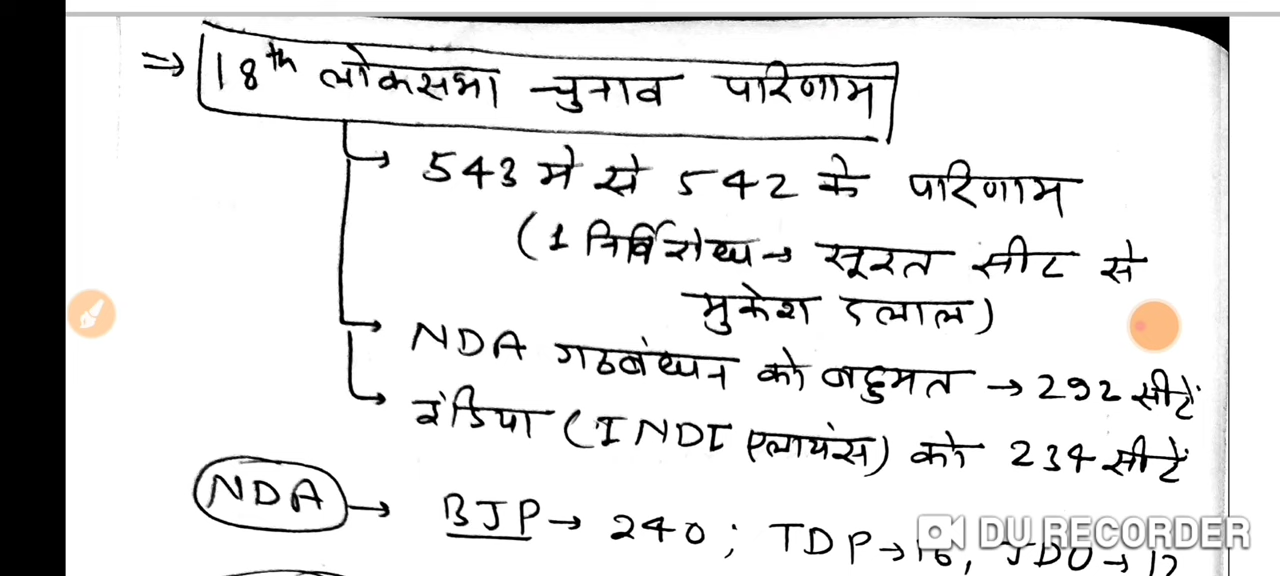 ⇒ 18th लोकसभा चुनाव परिणाम
→ 543 में से 542 के परिणाम
(1 निर्विरोध → सूरत सीट से
मुकेश दलाल)
→ NDA गठबंधन को बहुमत → 292 सीटें
→ इंडिया (INDI एलायंस) को 234 सीटें
NDA → BJP → 240; TDP → 16, JDU → 12
DU RECORDER